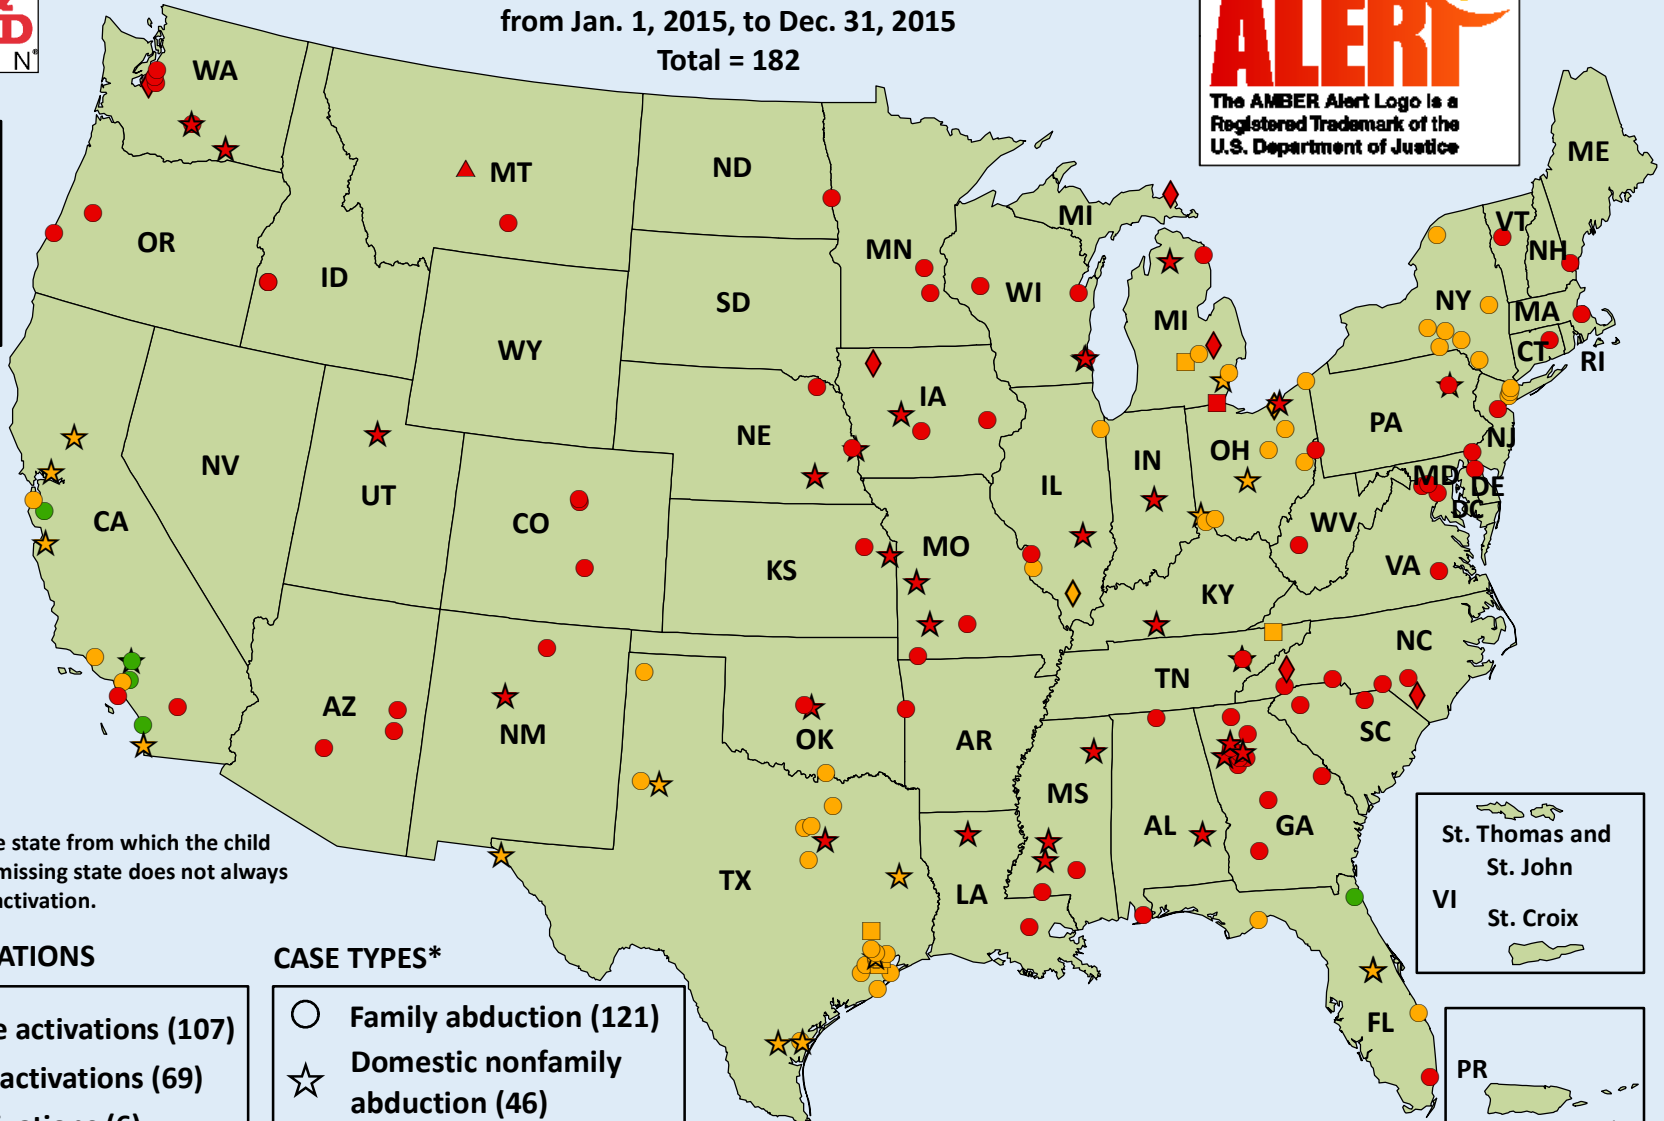 from Jan. 1, 2015, to Dec. 31, 2015
Total = 182
D
N
ALERT
The AMBER Alert Logo is a
Registered Trademark of the
U.S. Department of Justice
WA
MT
ND
ME
OR
ID
MN
MI
VT
NH
SD
WI
NY
MA
MI
WY
CT
RI
IA
NE
PA
NJ
NV
UT
CA
CO
IL
IN
OH
MD
DE
DC
WV
KS
MO
VA
KY
NC
AZ
NM
OK
TN
AR
SC
MS
AL
GA
TX
LA
FL
e state from which the child
missing state does not always
activation.
St. Thomas and
St. John
VI
St. Croix
PR
ATIONS
e activations (107)
activations (69)
CASE TYPES*
Family abduction (121)
Domestic nonfamily
abduction (46)